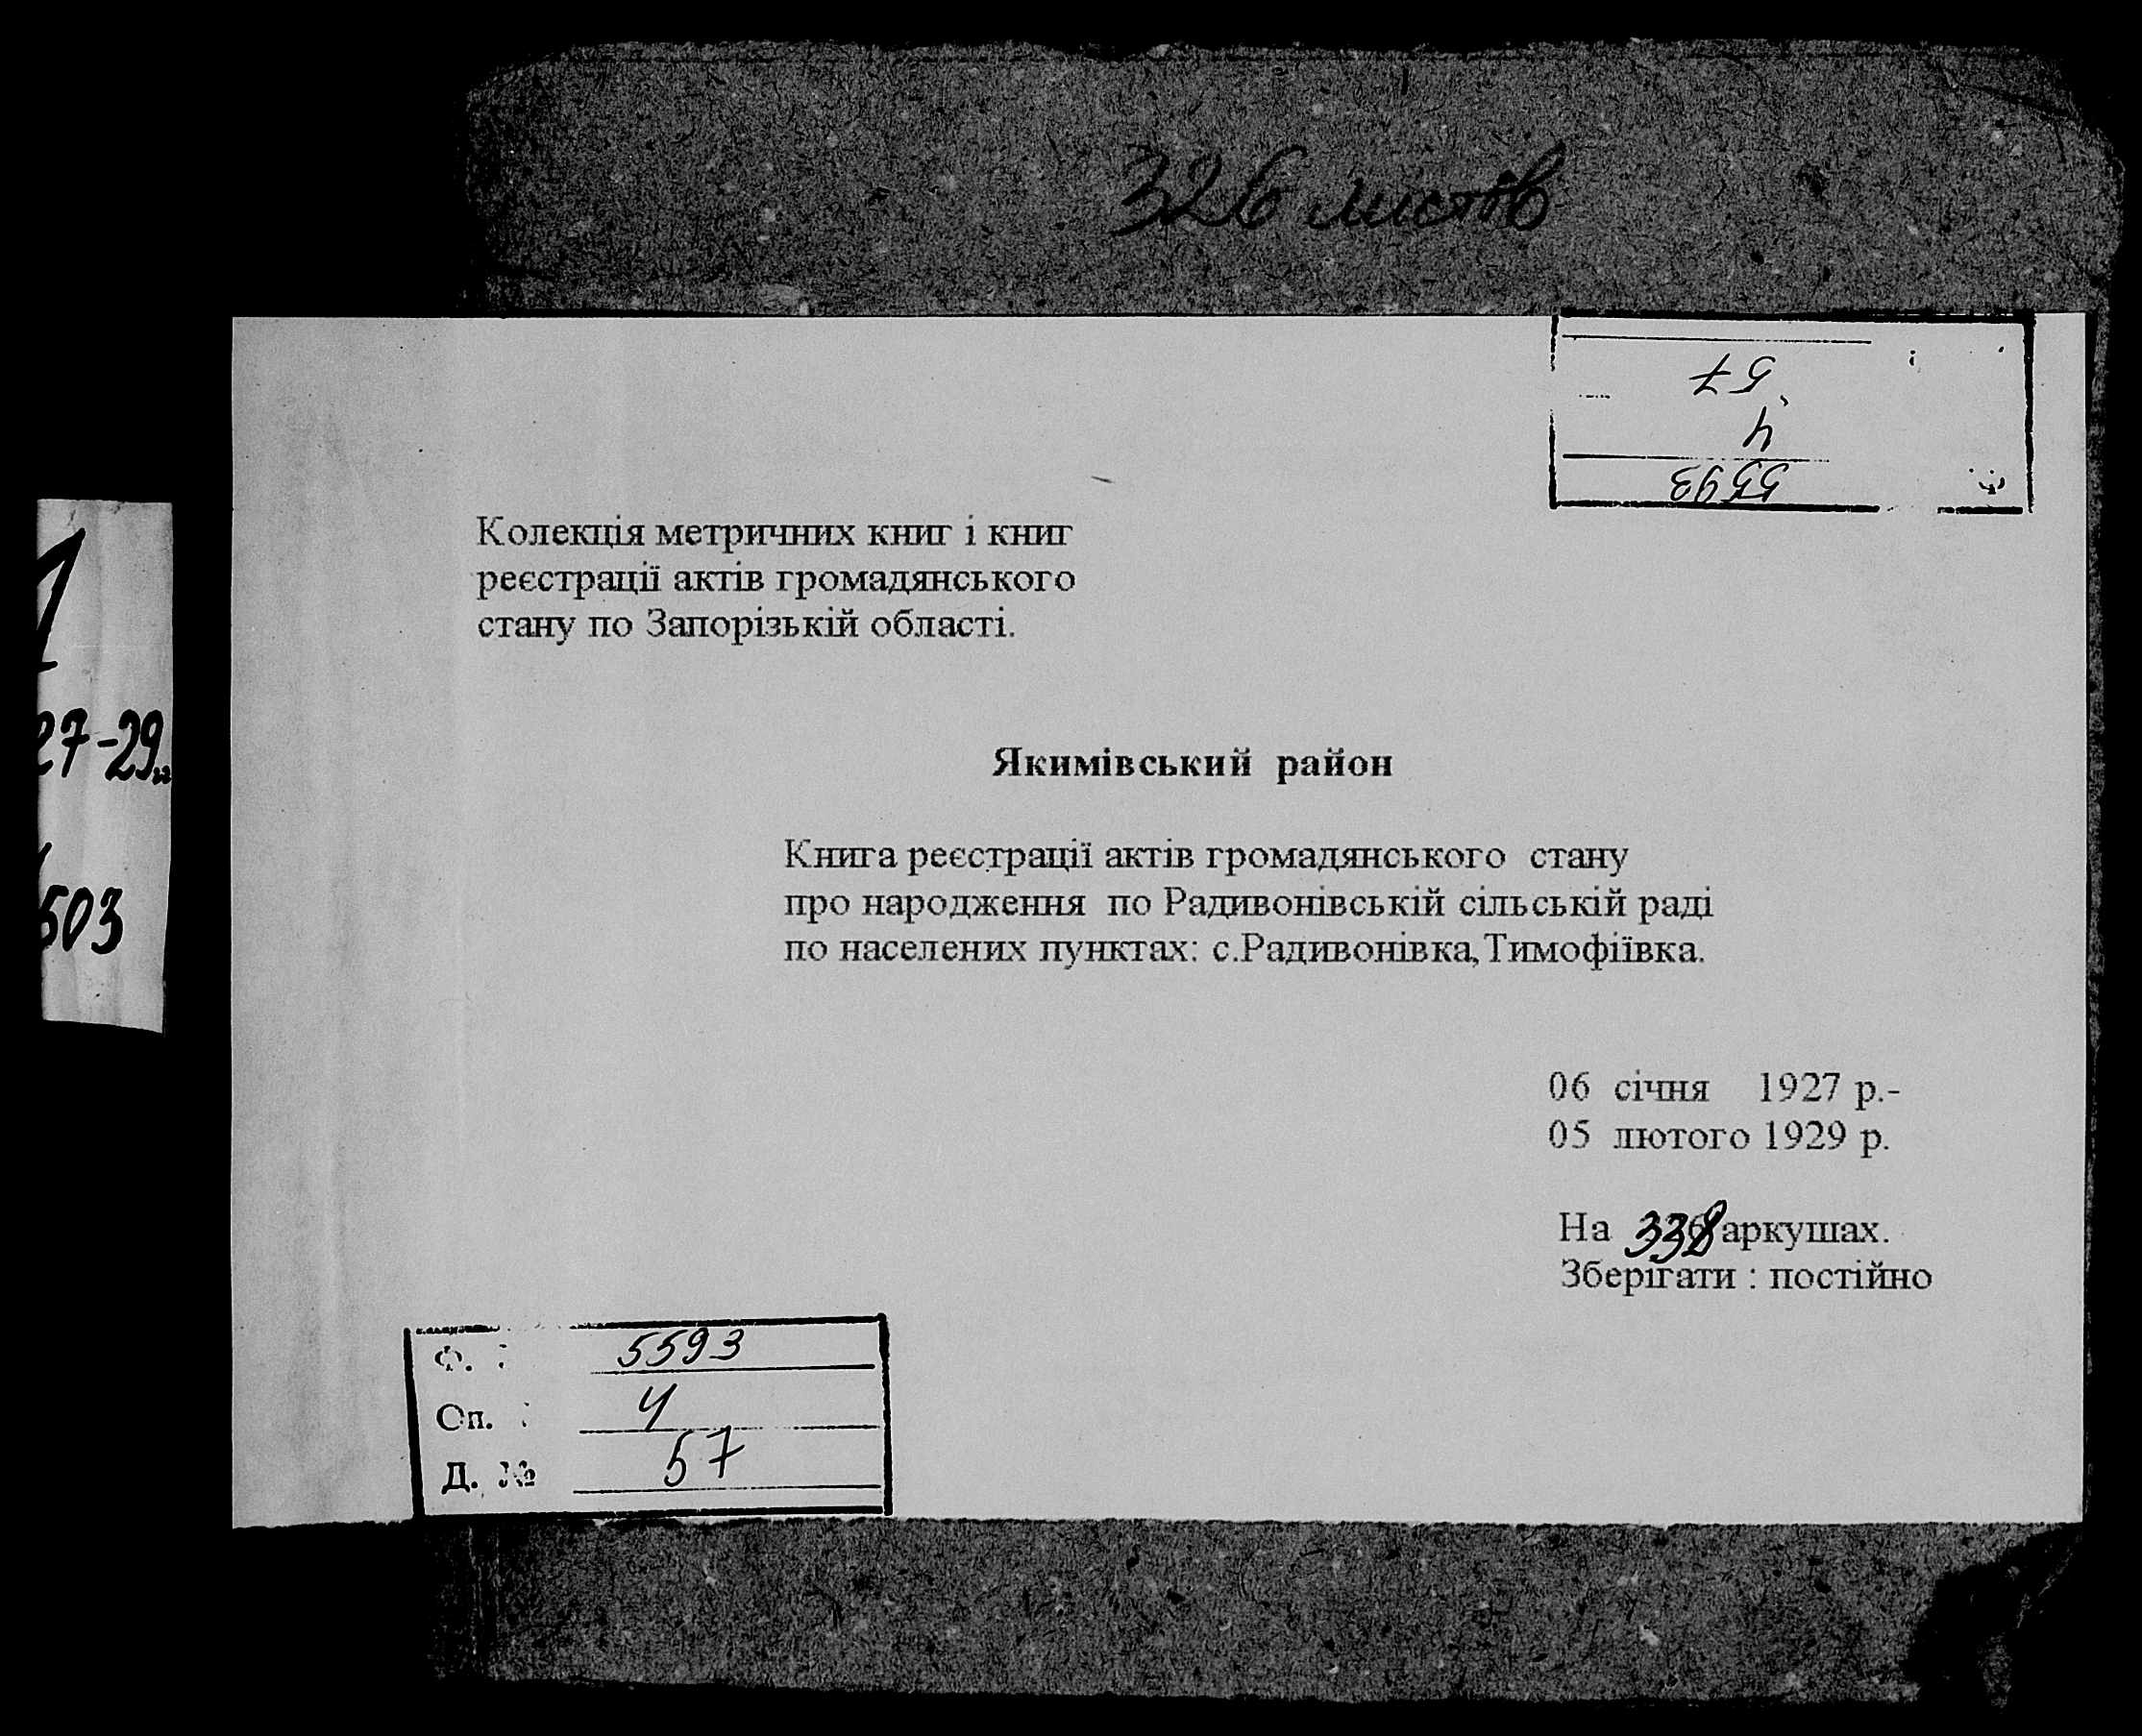 326 листов
57
4
5593
Ф.
Колекція метричних книг і книг
реєстрації актів громадянського
стану по Запорізькій області.
1
27-29
503
Якимівський район
Книга реєстрації актів громадянського стану
про народження по Радивонівській сільській раді
по населених пунктах: с.Радивонівка,Тимофіївка.
06 січня 1927 р.-
05 лютого 1929 р.
На 338 аркушах.
Зберігати : постійно
Ф. 5593
Оп. 4
Д. № 57